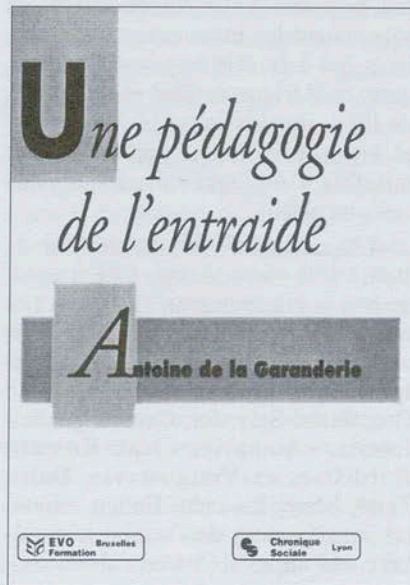 Une pédagogie
de l'entraide
Antoine de la Garanderie
EVO Bruxelles
Formation
Chronique
Sociale Lyon